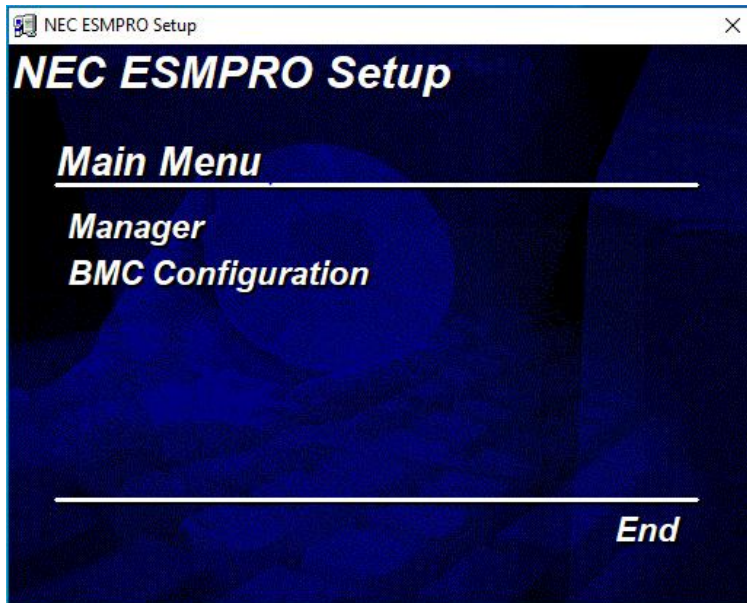 NEC ESMPRO Setup
NEC ESMPRO Setup
Main Menu
Manager
BMC Configuration
End